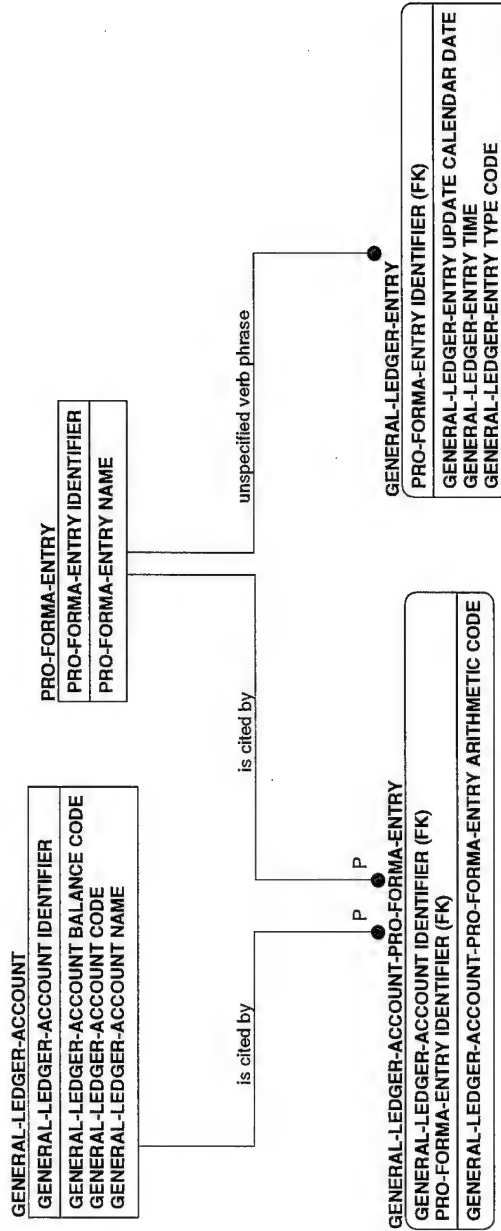 GENERAL-LEDGER-ACCOUNT
GENERAL-LEDGER-ACCOUNT IDENTIFIER
GENERAL-LEDGER-ACCOUNT BALANCE CODE
GENERAL-LEDGER-ACCOUNT CODE
GENERAL-LEDGER-ACCOUNT NAME
PRO-FORMA-ENTRY
PRO-FORMA-ENTRY IDENTIFIER
PRO-FORMA-ENTRY NAME
is cited by
is cited by
unspecified verb phrase
P
P
GENERAL-LEDGER-ACCOUNT-PRO-FORMA-ENTRY
GENERAL-LEDGER-ACCOUNT IDENTIFIER (FK)
PRO-FORMA-ENTRY IDENTIFIER (FK)
GENERAL-LEDGER-ACCOUNT-PRO-FORMA-ENTRY ARITHMETIC CODE
GENERAL-LEDGER-ENTRY
PRO-FORMA-ENTRY IDENTIFIER (FK)
GENERAL-LEDGER-ENTRY UPDATE CALENDAR DATE
GENERAL-LEDGER-ENTRY TIME
GENERAL-LEDGER-ENTRY TYPE CODE